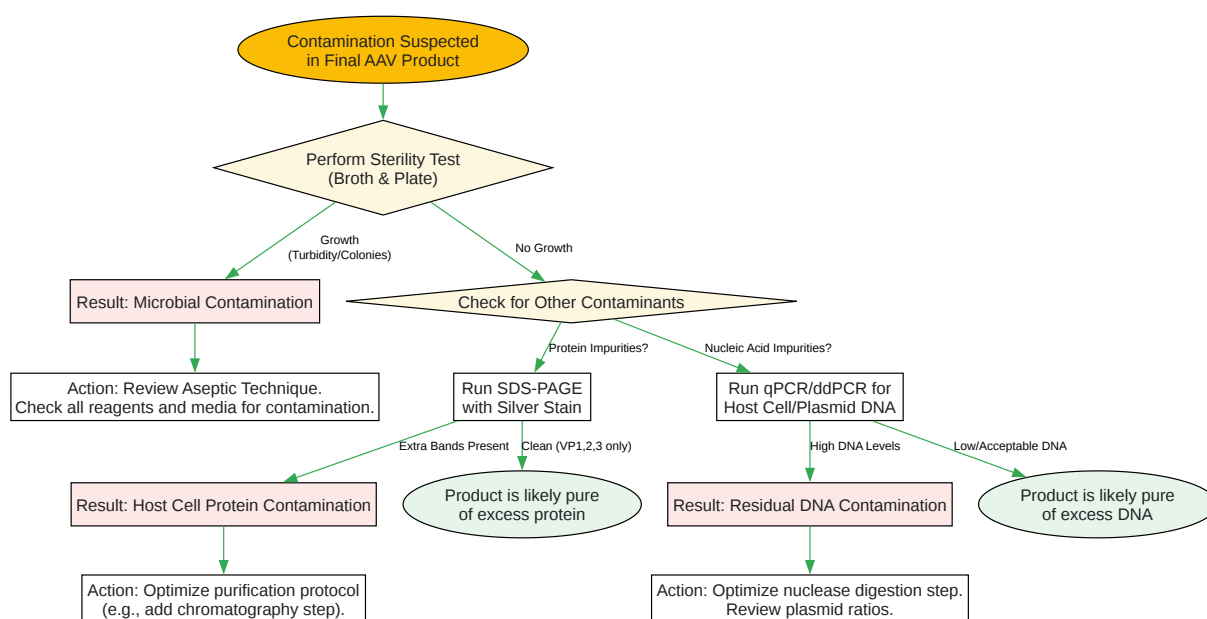 Contamination Suspected
in Final AAV Product
Perform Sterility Test
(Broth & Plate)
Growth
(Turbidity/Colonies)
No Growth
Result: Microbial Contamination
Check for Other Contaminants
Protein Impurities?
Nucleic Acid Impurities?
Action: Review Aseptic Technique.
Check all reagents and media for contamination.
Run SDS-PAGE
with Silver Stain
Run qPCR/ddPCR for
Host Cell/Plasmid DNA
Extra Bands Present
Clean (VP1,2,3 only)
High DNA Levels
Low/Acceptable DNA
Result: Host Cell Protein Contamination
Product is likely pure
of excess protein
Result: Residual DNA Contamination
Product is likely pure
of excess DNA
Action: Optimize purification protocol
(e.g., add chromatography step).
Action: Optimize nuclease digestion step.
Review plasmid ratios.